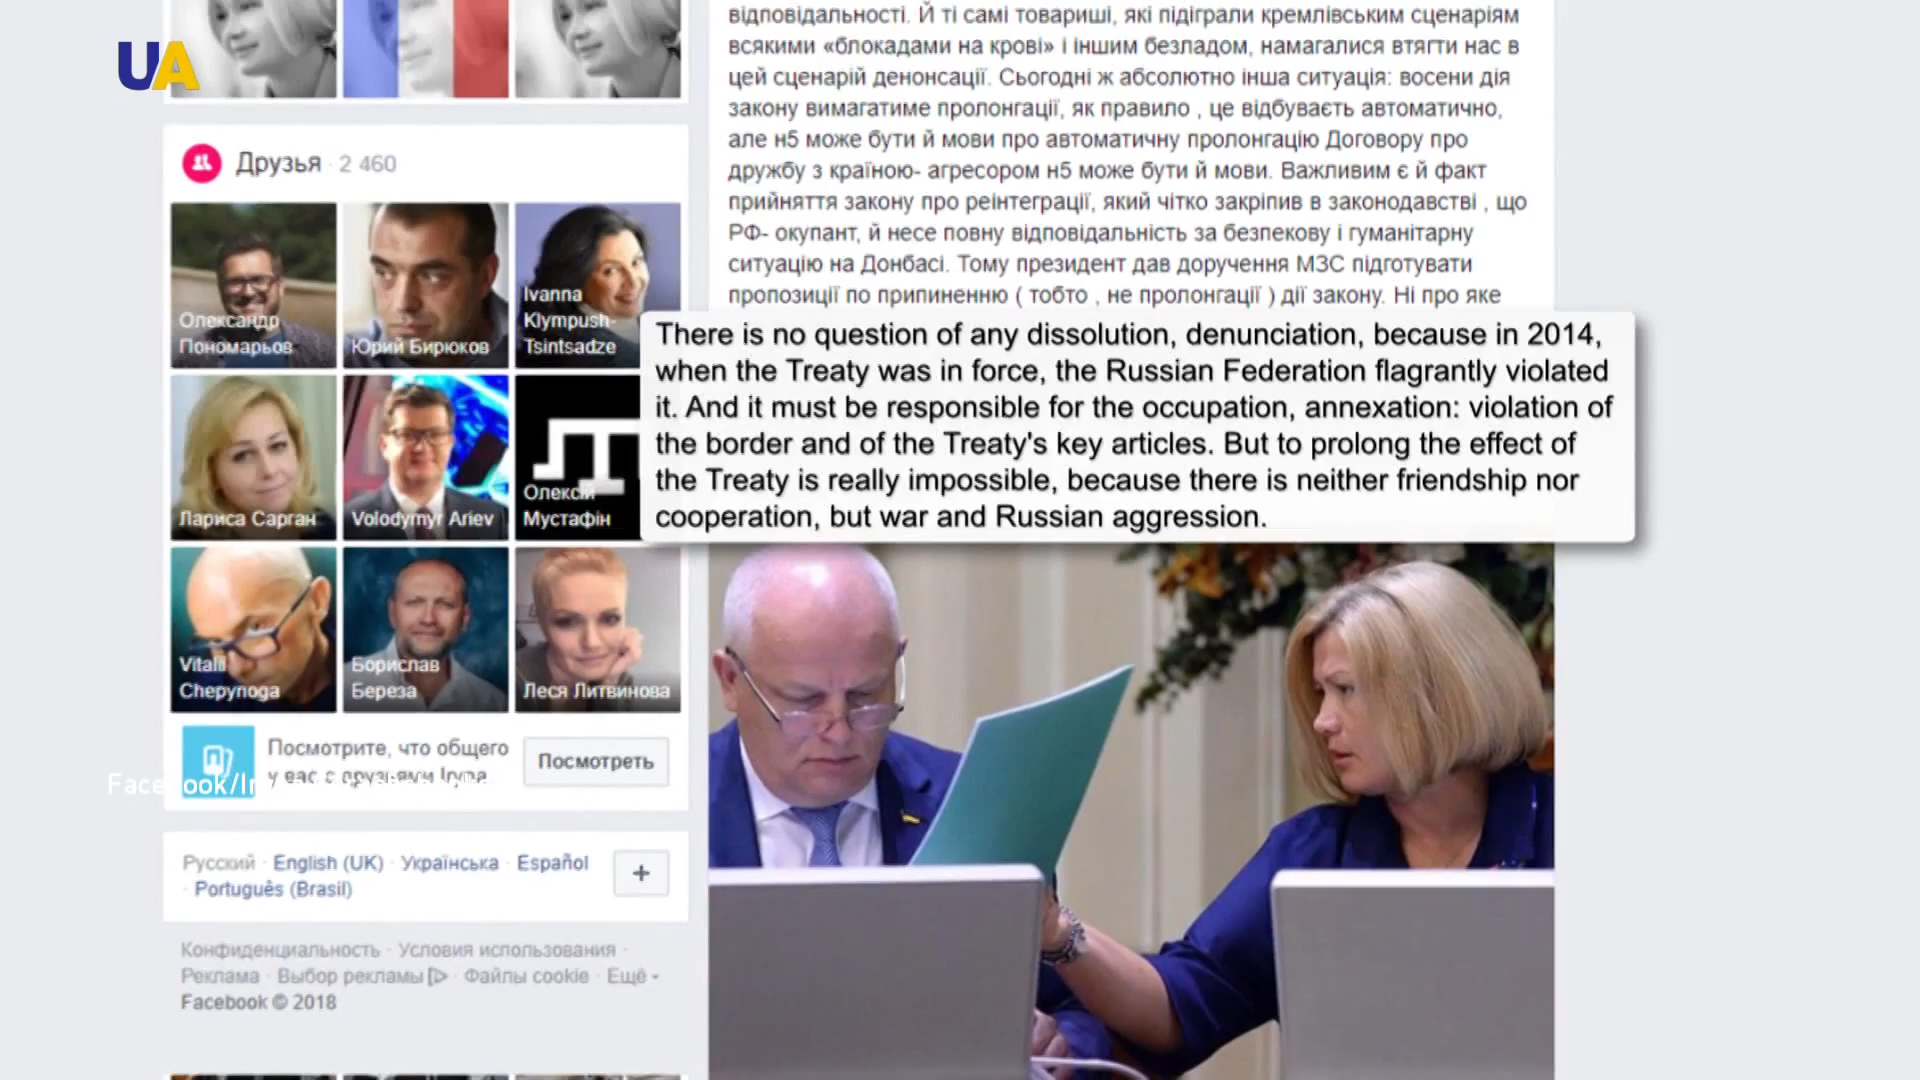 UA
Друзья · 2 460
Олександр
Пономарьов
Юрий Бирюков
Ivanna
Klympush-
Tsintsadze
Лариса Сарган
Volodymyr Ariev
Олексій
Мустафін
Vitalii
Chepynoga
Борислав
Береза
Леся Литвинова
Посмотрите, что общего
у вас с друзьями
Посмотреть
Русский · English (UK) · Українська · Español
· Português (Brasil)
+
Конфиденциальность · Условия использования ·
Реклама · Выбор рекламы · Файлы cookie · Ещё
Facebook © 2018
відповідальності. Й ті самі товариші, які підіграли кремлівським сценаріям
всякими «блокадами на крові» і іншим безладом, намагалися втягти нас в
цей сценарій денонсації. Сьогодні ж абсолютно інша ситуація: восени дія
закону вимагатиме пролонгації, як правило , це відбуваєть автоматично,
але н5 може бути й мови про автоматичну пролонгацію Договору про
дружбу з країною- агресором н5 може бути й мови. Важливим є й факт
прийняття закону про реінтеграції, який чітко закріпив в законодавстві , що
РФ- окупант, й несе повну відповідальність за безпекову і гуманітарну
ситуацію на Донбасі. Тому президент дав доручення МЗС підготувати
пропозиції по припиненню ( тобто , не пролонгації ) дії закону. Ні про яке
There is no question of any dissolution, denunciation, because in 2014,
when the Treaty was in force, the Russian Federation flagrantly violated
it. And it must be responsible for the occupation, annexation: violation of
the border and of the Treaty's key articles. But to prolong the effect of
the Treaty is really impossible, because there is neither friendship nor
cooperation, but war and Russian aggression.